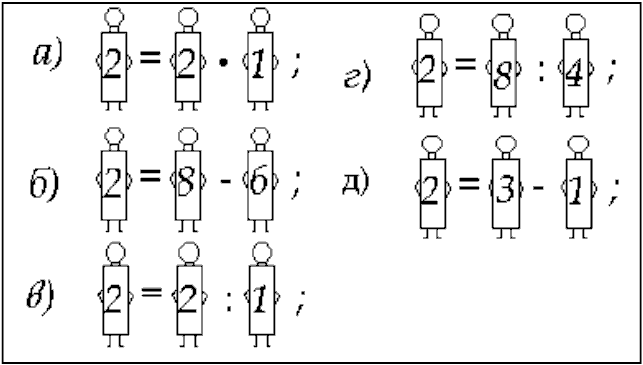 а) 2 = 2 • 1 ;
б) 2 = 8 - 6 ;
в) 2 = 2 : 1 ;
г) 2 = 8 : 4 ;
д) 2 = 3 - 1 ;